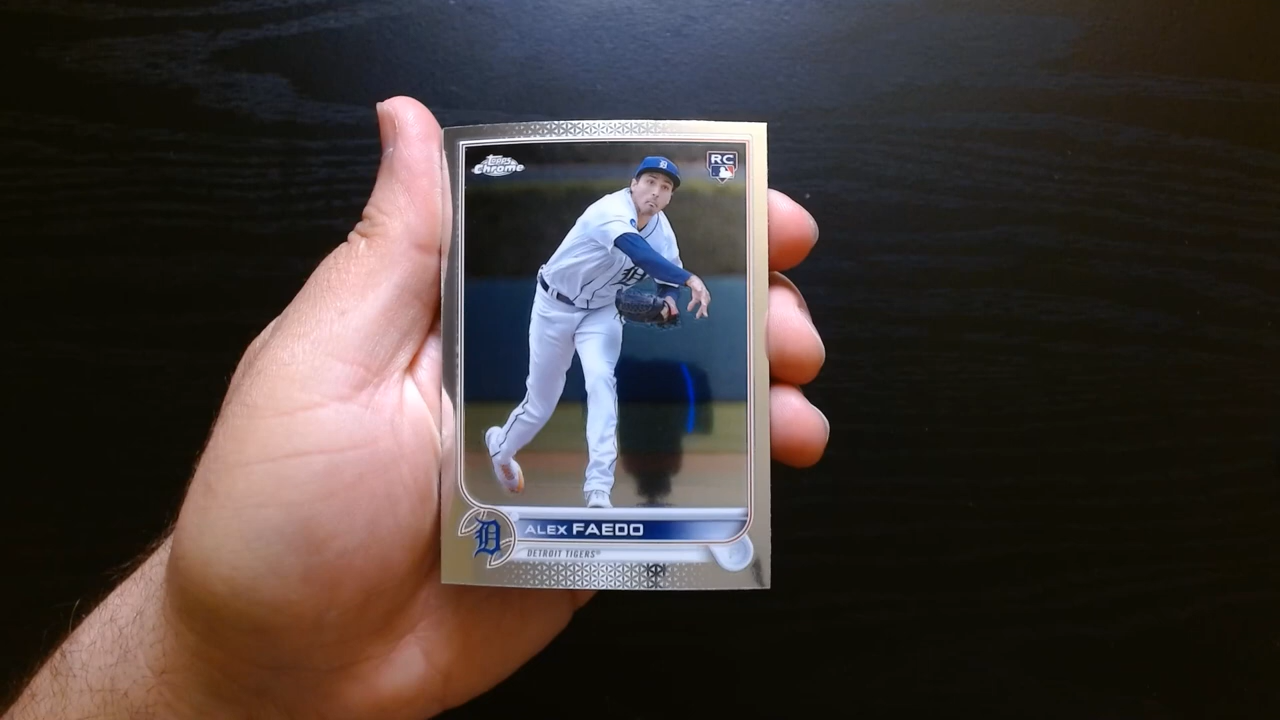 Topps
Chrome
RC
D
D
D
ALEX FAEDO
DETROIT TIGERS®